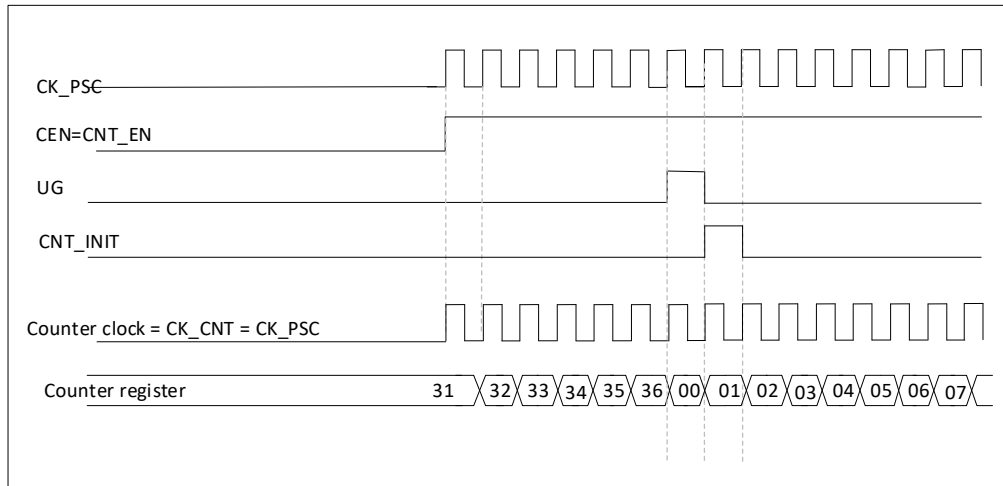 CK_PSC
CEN=CNT_EN
UG
CNT_INIT
Counter clock = CK_CNT = CK_PSC
Counter register 31 32 33 34 35 36 00 01 02 03 04 05 06 07